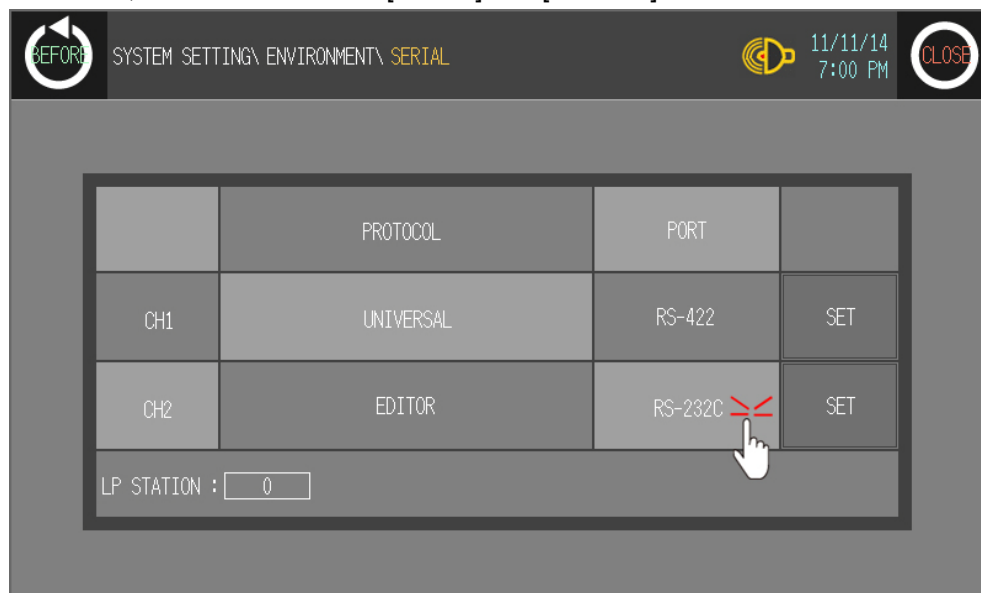 BEFORE
SYSTEM SETTING\ ENVIRONMENT\ SERIAL
11/11/14
7:00 PM
CLOSE
PROTOCOL PORT
CH1 UNIVERSAL RS-422 SET
CH2 EDITOR RS-232C SET
LP STATION : 0